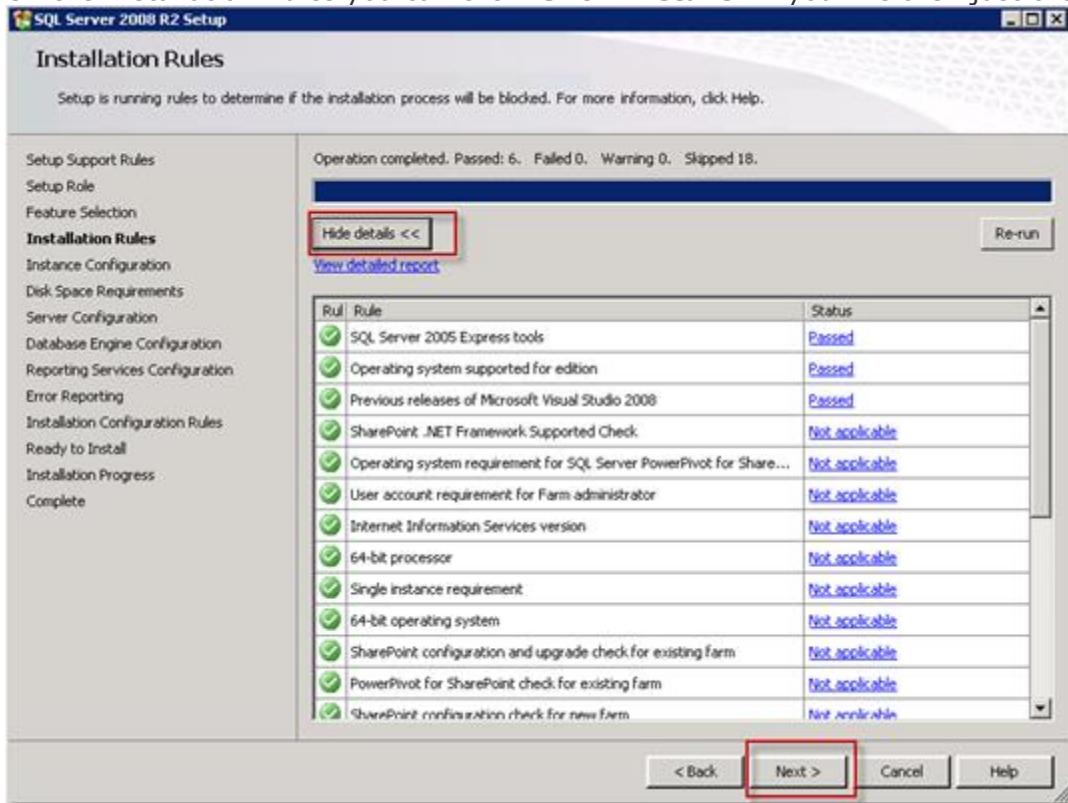 SQL Server 2008 R2 Setup
Installation Rules
Setup is running rules to determine if the installation process will be blocked. For more information, click Help.
Setup Support Rules
Setup Role
Feature Selection
Installation Rules
Instance Configuration
Disk Space Requirements
Server Configuration
Database Engine Configuration
Reporting Services Configuration
Error Reporting
Installation Configuration Rules
Ready to Install
Installation Progress
Complete
Operation completed. Passed: 6. Failed 0. Warning 0. Skipped 18.
Hide details <<
Re-run
View detailed report
Rul Rule Status
SQL Server 2005 Express tools Passed
Operating system supported for edition Passed
Previous releases of Microsoft Visual Studio 2008 Passed
SharePoint .NET Framework Supported Check Not applicable
Operating system requirement for SQL Server PowerPivot for Share... Not applicable
User account requirement for Farm administrator Not applicable
Internet Information Services version Not applicable
64-bit processor Not applicable
Single instance requirement Not applicable
64-bit operating system Not applicable
SharePoint configuration and upgrade check for existing farm Not applicable
PowerPivot for SharePoint check for existing farm Not applicable
SharePoint configuration check for new farm Not applicable
< Back
Next >
Cancel
Help